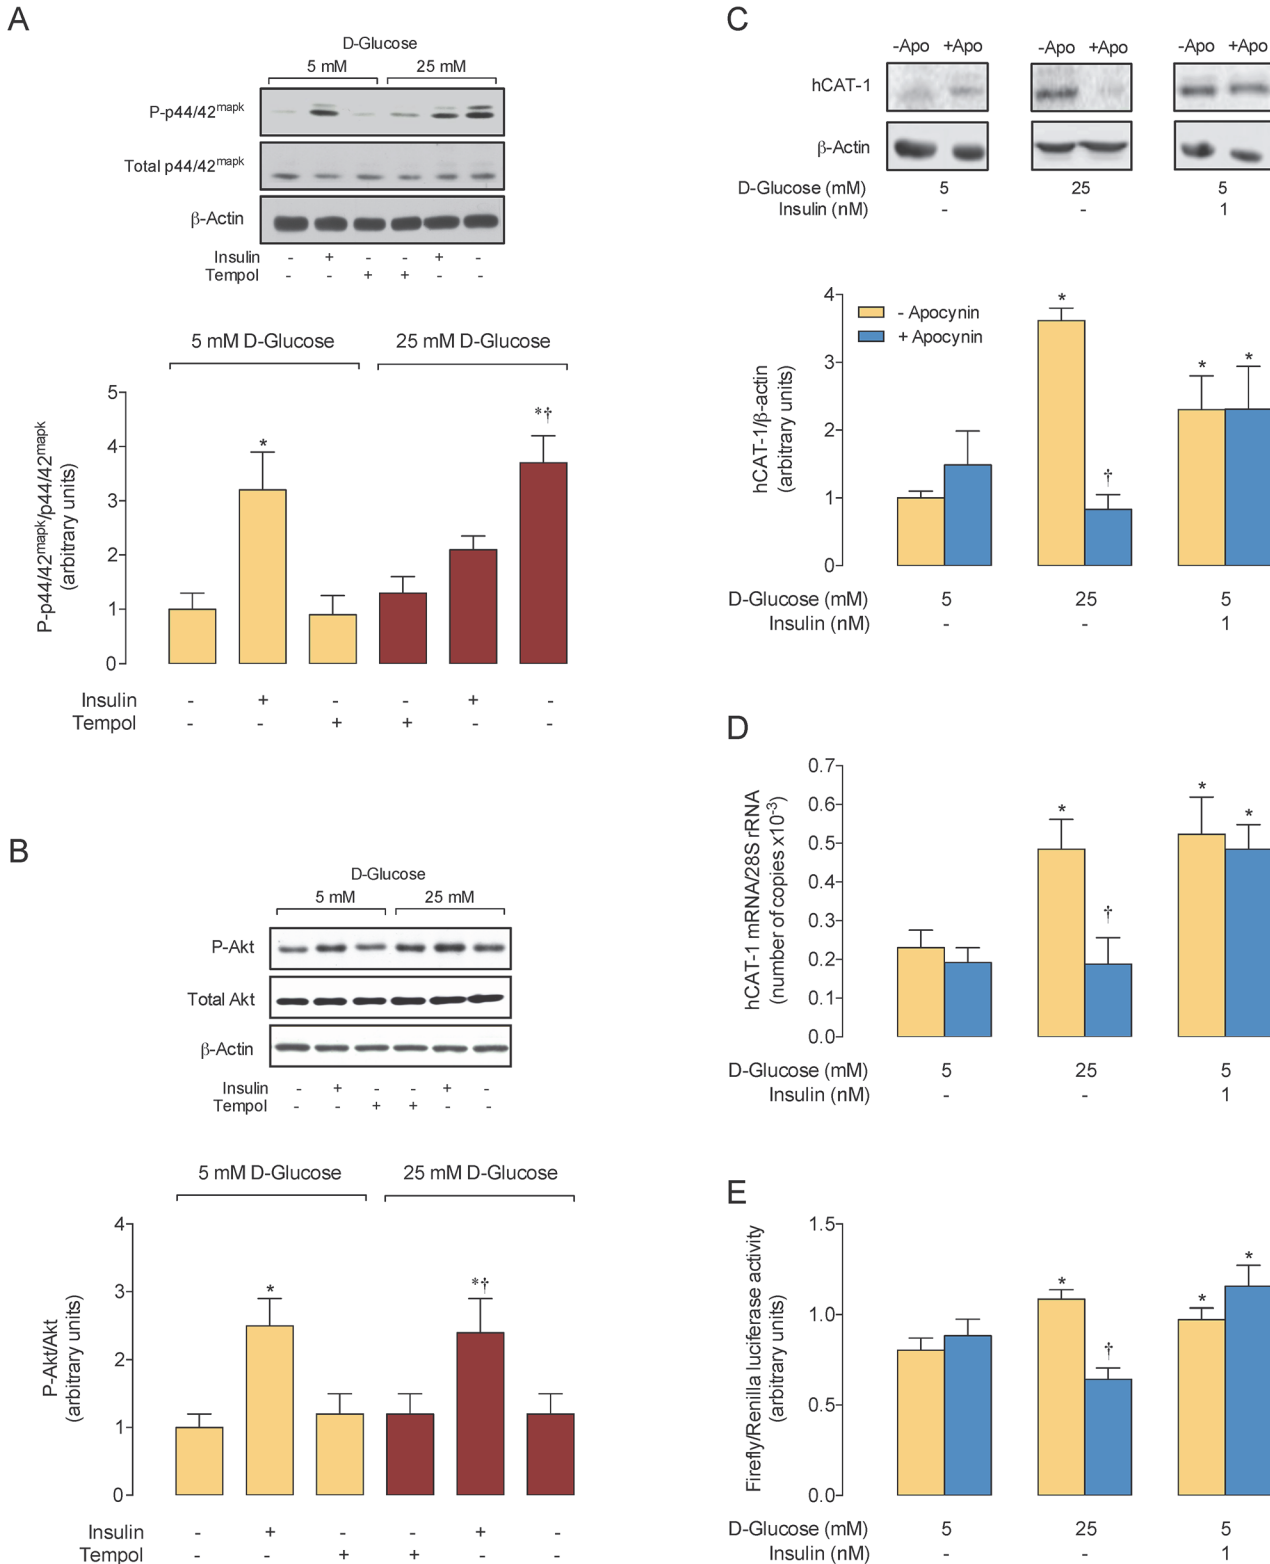 A
D-Glucose
5 mM 25 mM
P-p44/42mapk
Total p44/42mapk
β-Actin
Insulin - + - - + -
Tempol - - + + - -
5 mM D-Glucose 25 mM D-Glucose
P-p44/42mapk/p44/42mapk
(arbitrary units)
5
4
3
2
1
0
*
*†
Insulin - + - - + -
Tempol - - + + - -
B
D-Glucose
5 mM 25 mM
P-Akt
Total Akt
β-Actin
Insulin - + - - + -
Tempol - - + + - -
5 mM D-Glucose 25 mM D-Glucose
P-Akt/Akt
(arbitrary units)
4
3
2
1
0
*
*†
Insulin - + - - + -
Tempol - - + + - -
C
-Apo +Apo -Apo +Apo -Apo +Apo
hCAT-1
β-Actin
D-Glucose (mM) 5 25 5
Insulin (nM) - - 1
- Apocynin
+ Apocynin
hCAT-1/β-actin
(arbitrary units)
4
3
2
1
0
*
†
* *
D-Glucose (mM) 5 25 5
Insulin (nM) - - 1
D
hCAT-1 mRNA/28S rRNA
(number of copies x10-3)
0.7
0.6
0.5
0.4
0.3
0.2
0.1
0.0
*
†
* *
D-Glucose (mM) 5 25 5
Insulin (nM) - - 1
E
Firefly/Renilla luciferase activity
(arbitrary units)
1.5
1.0
0.5
0.0
*
†
* *
D-Glucose (mM) 5 25 5
Insulin (nM) - - 1